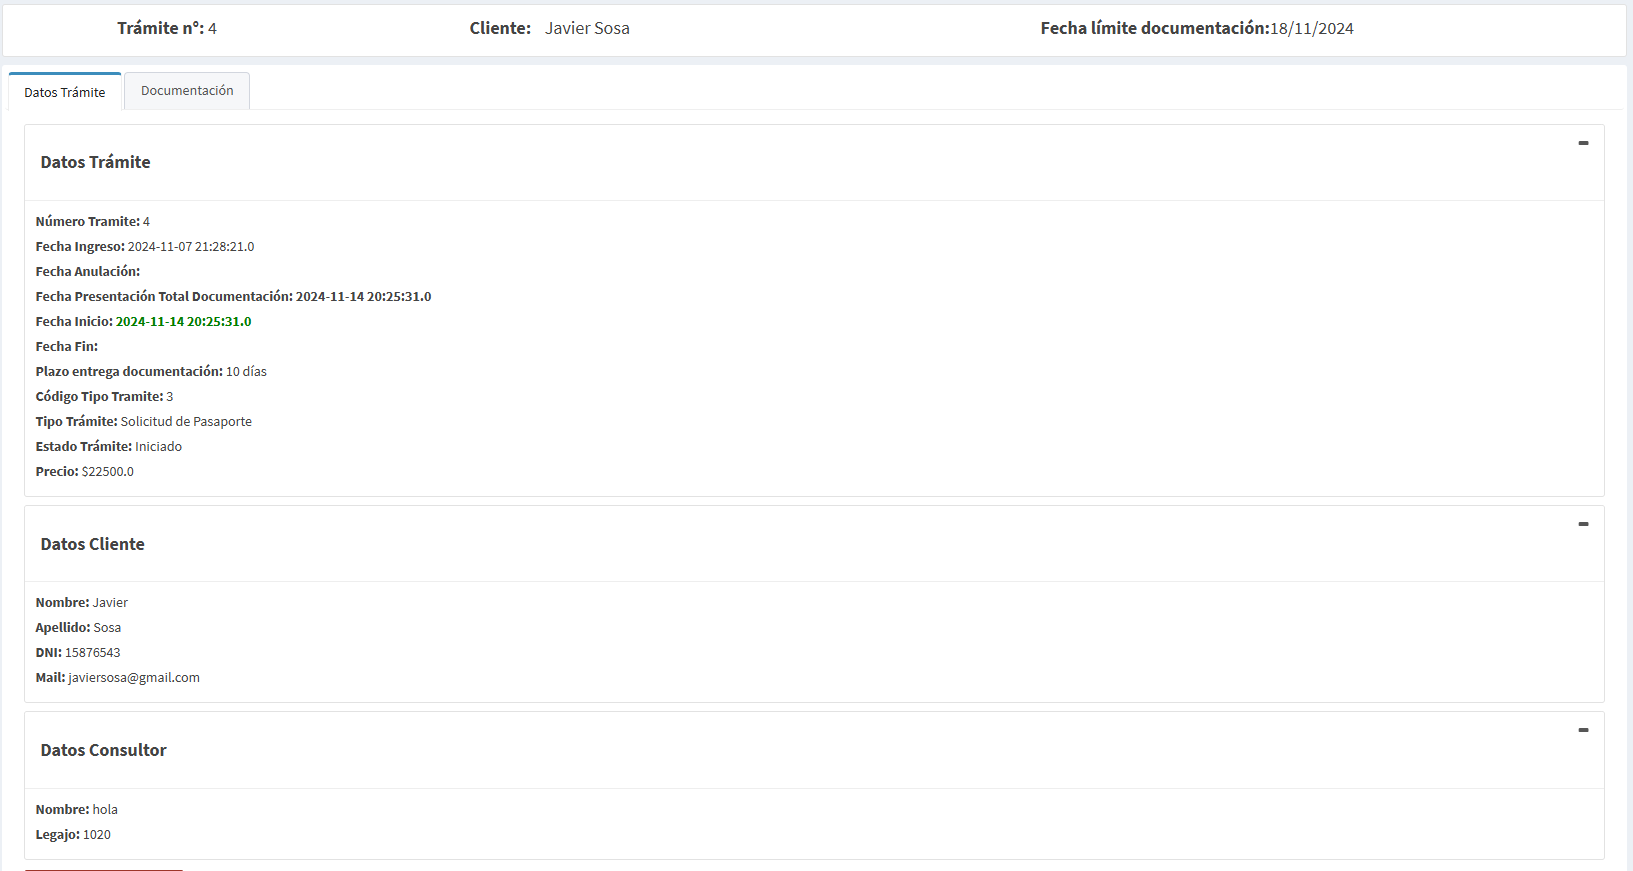 Trámite n°: 4 Cliente: Javier Sosa Fecha límite documentación:18/11/2024
Datos Trámite Documentación
Datos Trámite
Número Tramite: 4
Fecha Ingreso: 2024-11-07 21:28:21.0
Fecha Anulación:
Fecha Presentación Total Documentación: 2024-11-14 20:25:31.0
Fecha Inicio: 2024-11-14 20:25:31.0
Fecha Fin:
Plazo entrega documentación: 10 días
Código Tipo Tramite: 3
Tipo Trámite: Solicitud de Pasaporte
Estado Trámite: Iniciado
Precio: $22500.0
Datos Cliente
Nombre: Javier
Apellido: Sosa
DNI: 15876543
Mail: javiersosa@gmail.com
Datos Consultor
Nombre: hola
Legajo: 1020